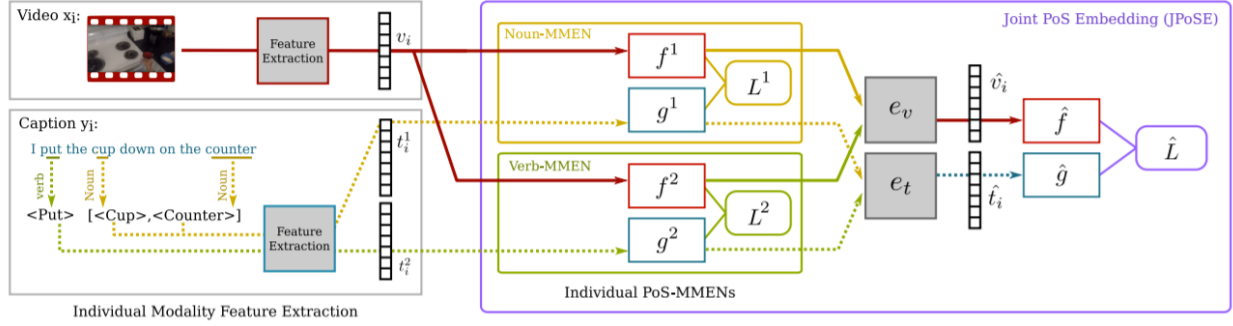 Video xᵢ:
Feature
Extraction
vᵢ
Caption yᵢ:
I put the cup down on the counter
verb
Noun
Noun
<Put>
[<Cup>,<Counter>]
Feature
Extraction
tᵢ¹
tᵢ²
Individual Modality Feature Extraction
Joint PoS Embedding (JPoSE)
Noun-MMEN
f¹
g¹
L¹
Verb-MMEN
f²
g²
L²
Individual PoS-MMENs
eᵥ
eₜ
v̂ᵢ
t̂ᵢ
f̂
ĝ
L̂